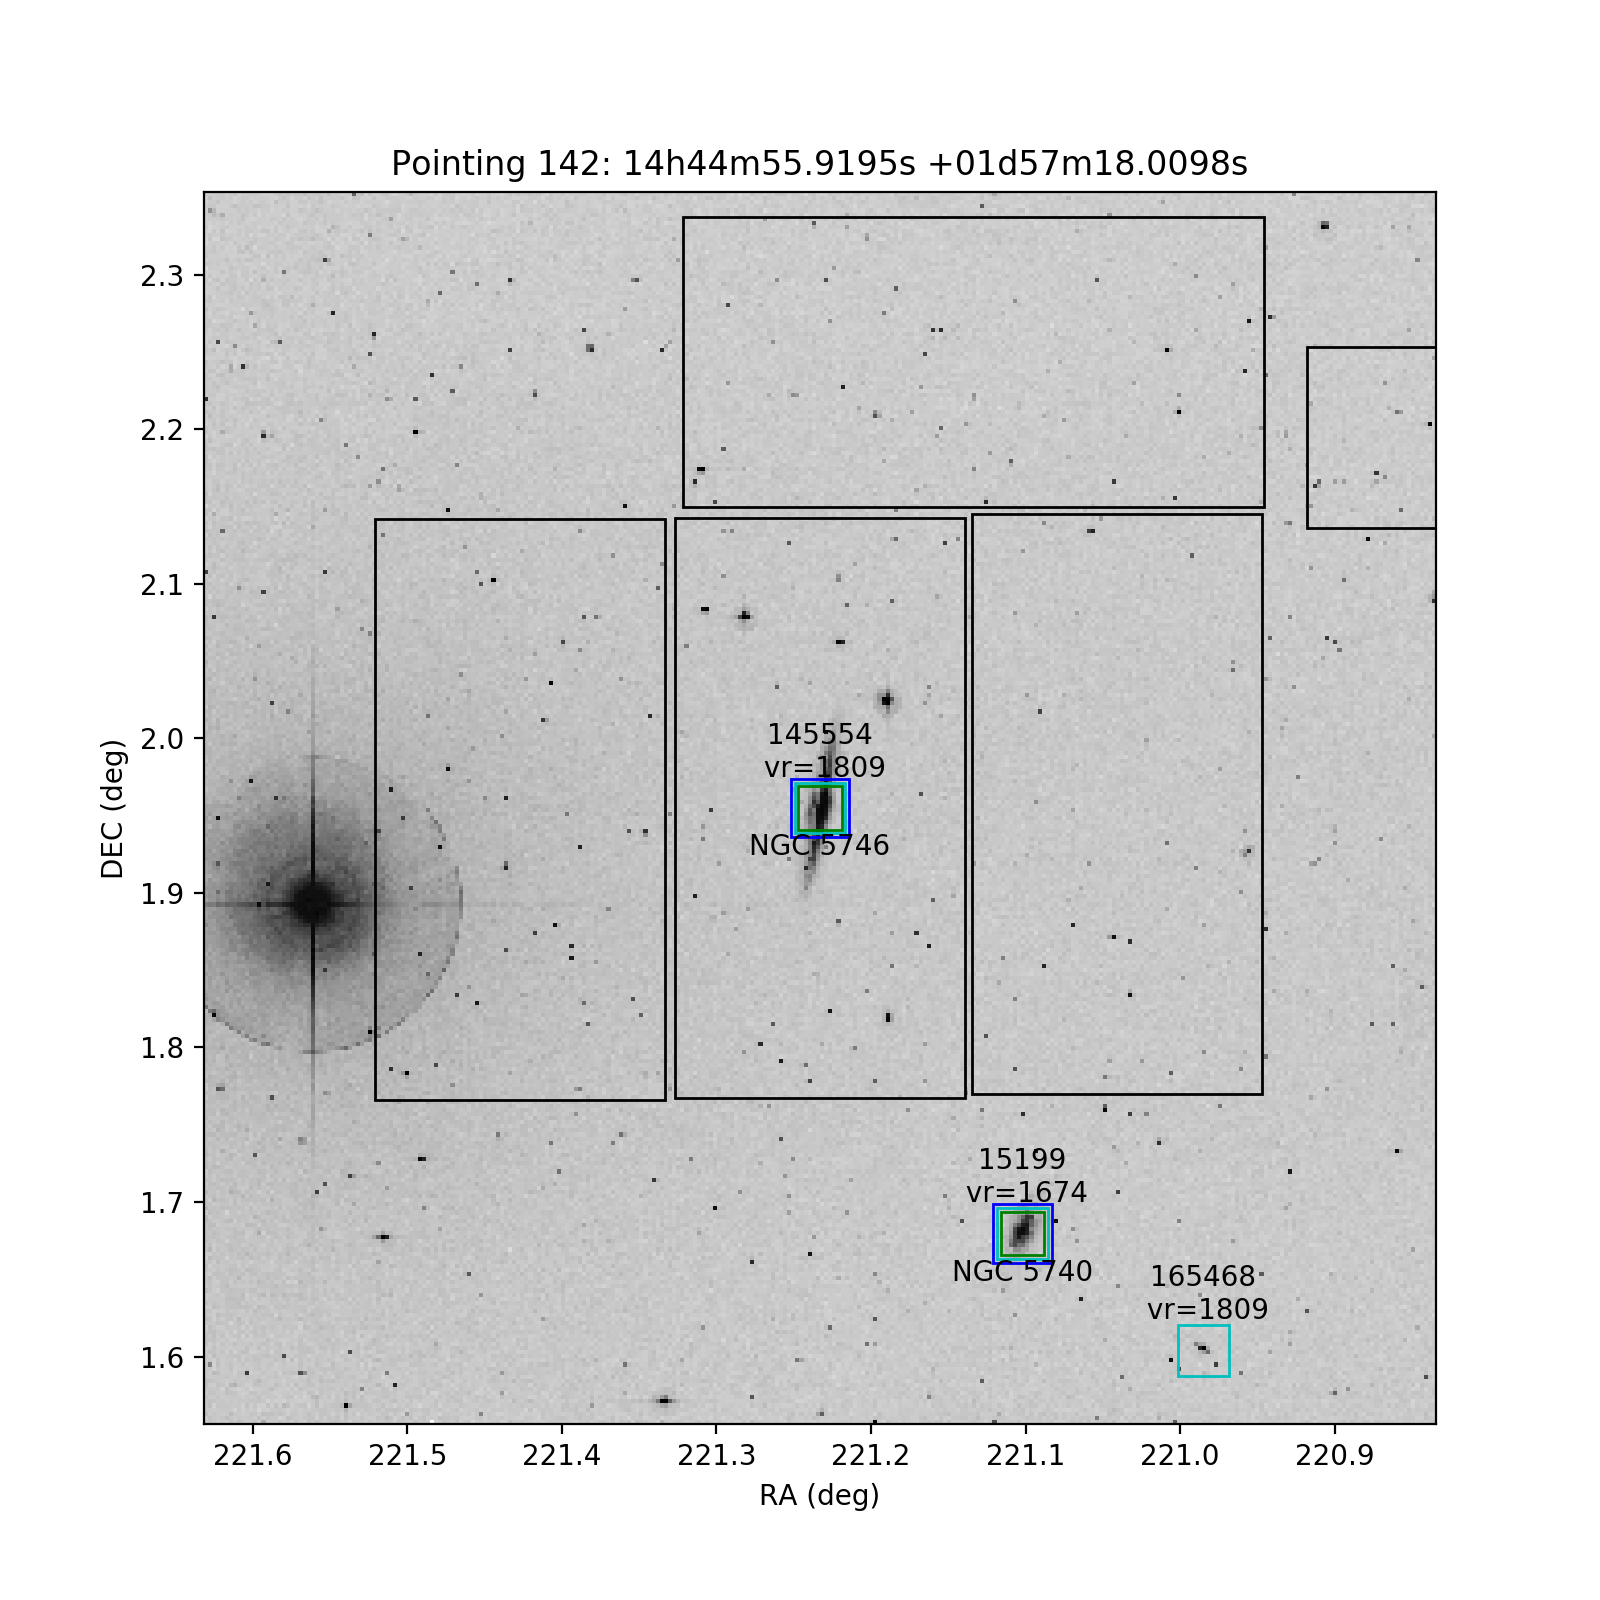 Pointing 142: 14h44m55.9195s +01d57m18.0098s
2.3
2.2
2.1
2.0
1.9
1.8
1.7
1.6
DEC (deg)
145554
vr=1809
NGC 5746
15199
vr=1674
NGC 5740
165468
vr=1809
221.6 221.5 221.4 221.3 221.2 221.1 221.0 220.9
RA (deg)